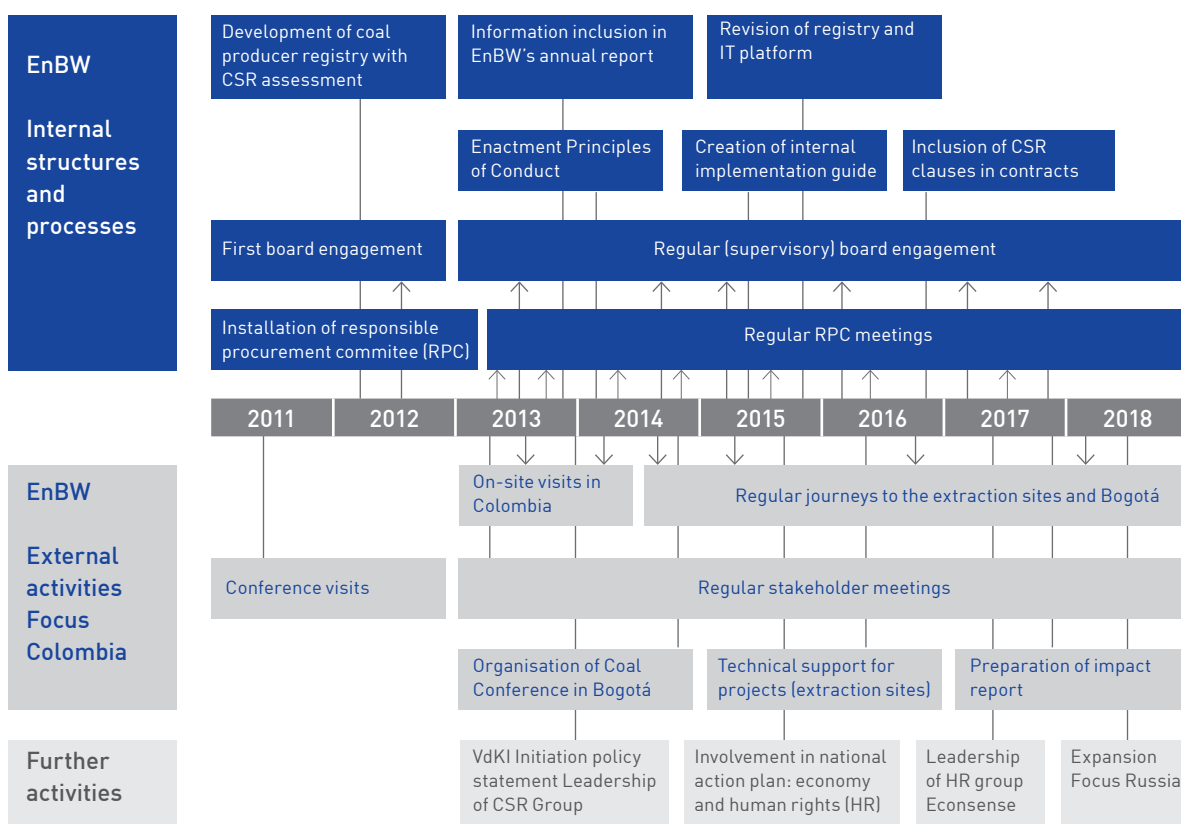 EnBW
Internal
structures
and
processes
Development of coal
producer registry with
CSR assessment
Information inclusion in
EnBW's annual report
Revision of registry and
IT platform
Enactment Principles
of Conduct
Creation of internal
implementation guide
Inclusion of CSR
clauses in contracts
First board engagement
Regular (supervisory) board engagement
Installation of responsible
procurement commitee (RPC)
Regular RPC meetings
2011 2012 2013 2014 2015 2016 2017 2018
EnBW
External
activities
Focus
Colombia
On-site visits in
Colombia
Regular journeys to the extraction sites and Bogotá
Conference visits
Regular stakeholder meetings
Organisation of Coal
Conference in Bogotá
Technical support for
projects (extraction sites)
Preparation of impact
report
Further
activities
VdKI Initiation policy
statement Leadership
of CSR Group
Involvement in national
action plan: economy
and human rights (HR)
Leadership
of HR group
Econsense
Expansion
Focus Russia